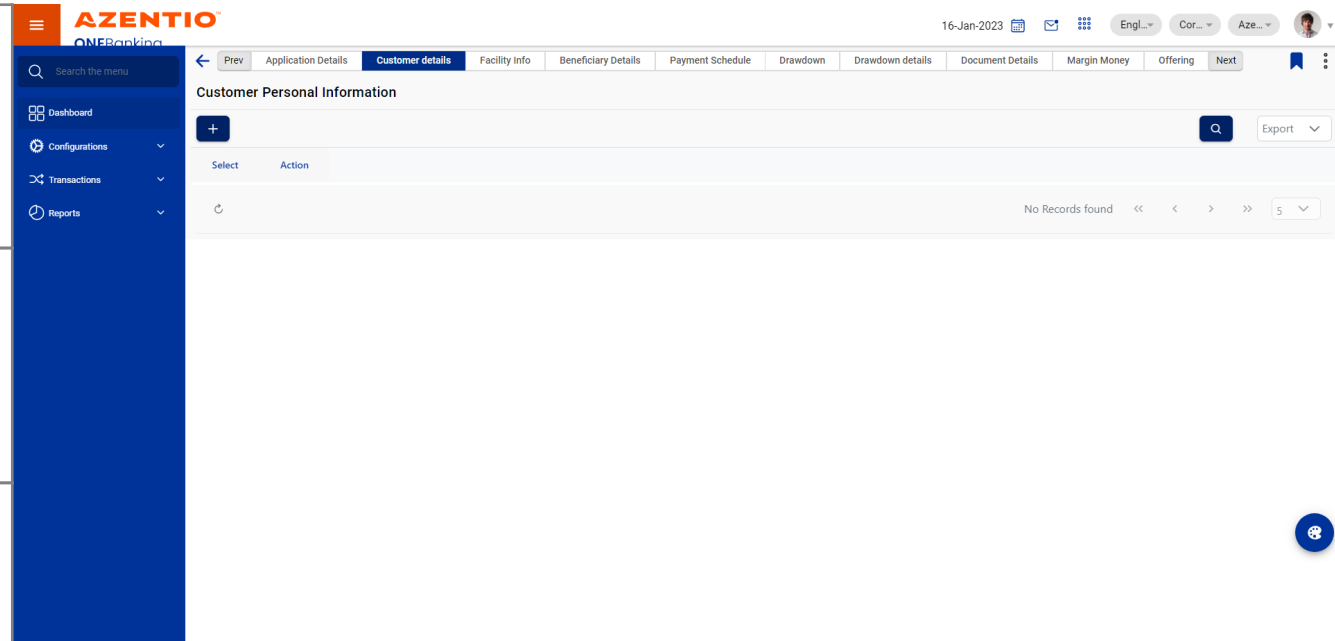 AZENTIO™
ONEBanking
16-Jan-2023
Engl...
Cor...
Aze...
Search the menu
Dashboard
Configurations
Transactions
Reports
Prev
Application Details
Customer details
Facility Info
Beneficiary Details
Payment Schedule
Drawdown
Drawdown details
Document Details
Margin Money
Offering
Next
Customer Personal Information
+
Export
Select
Action
No Records found
5